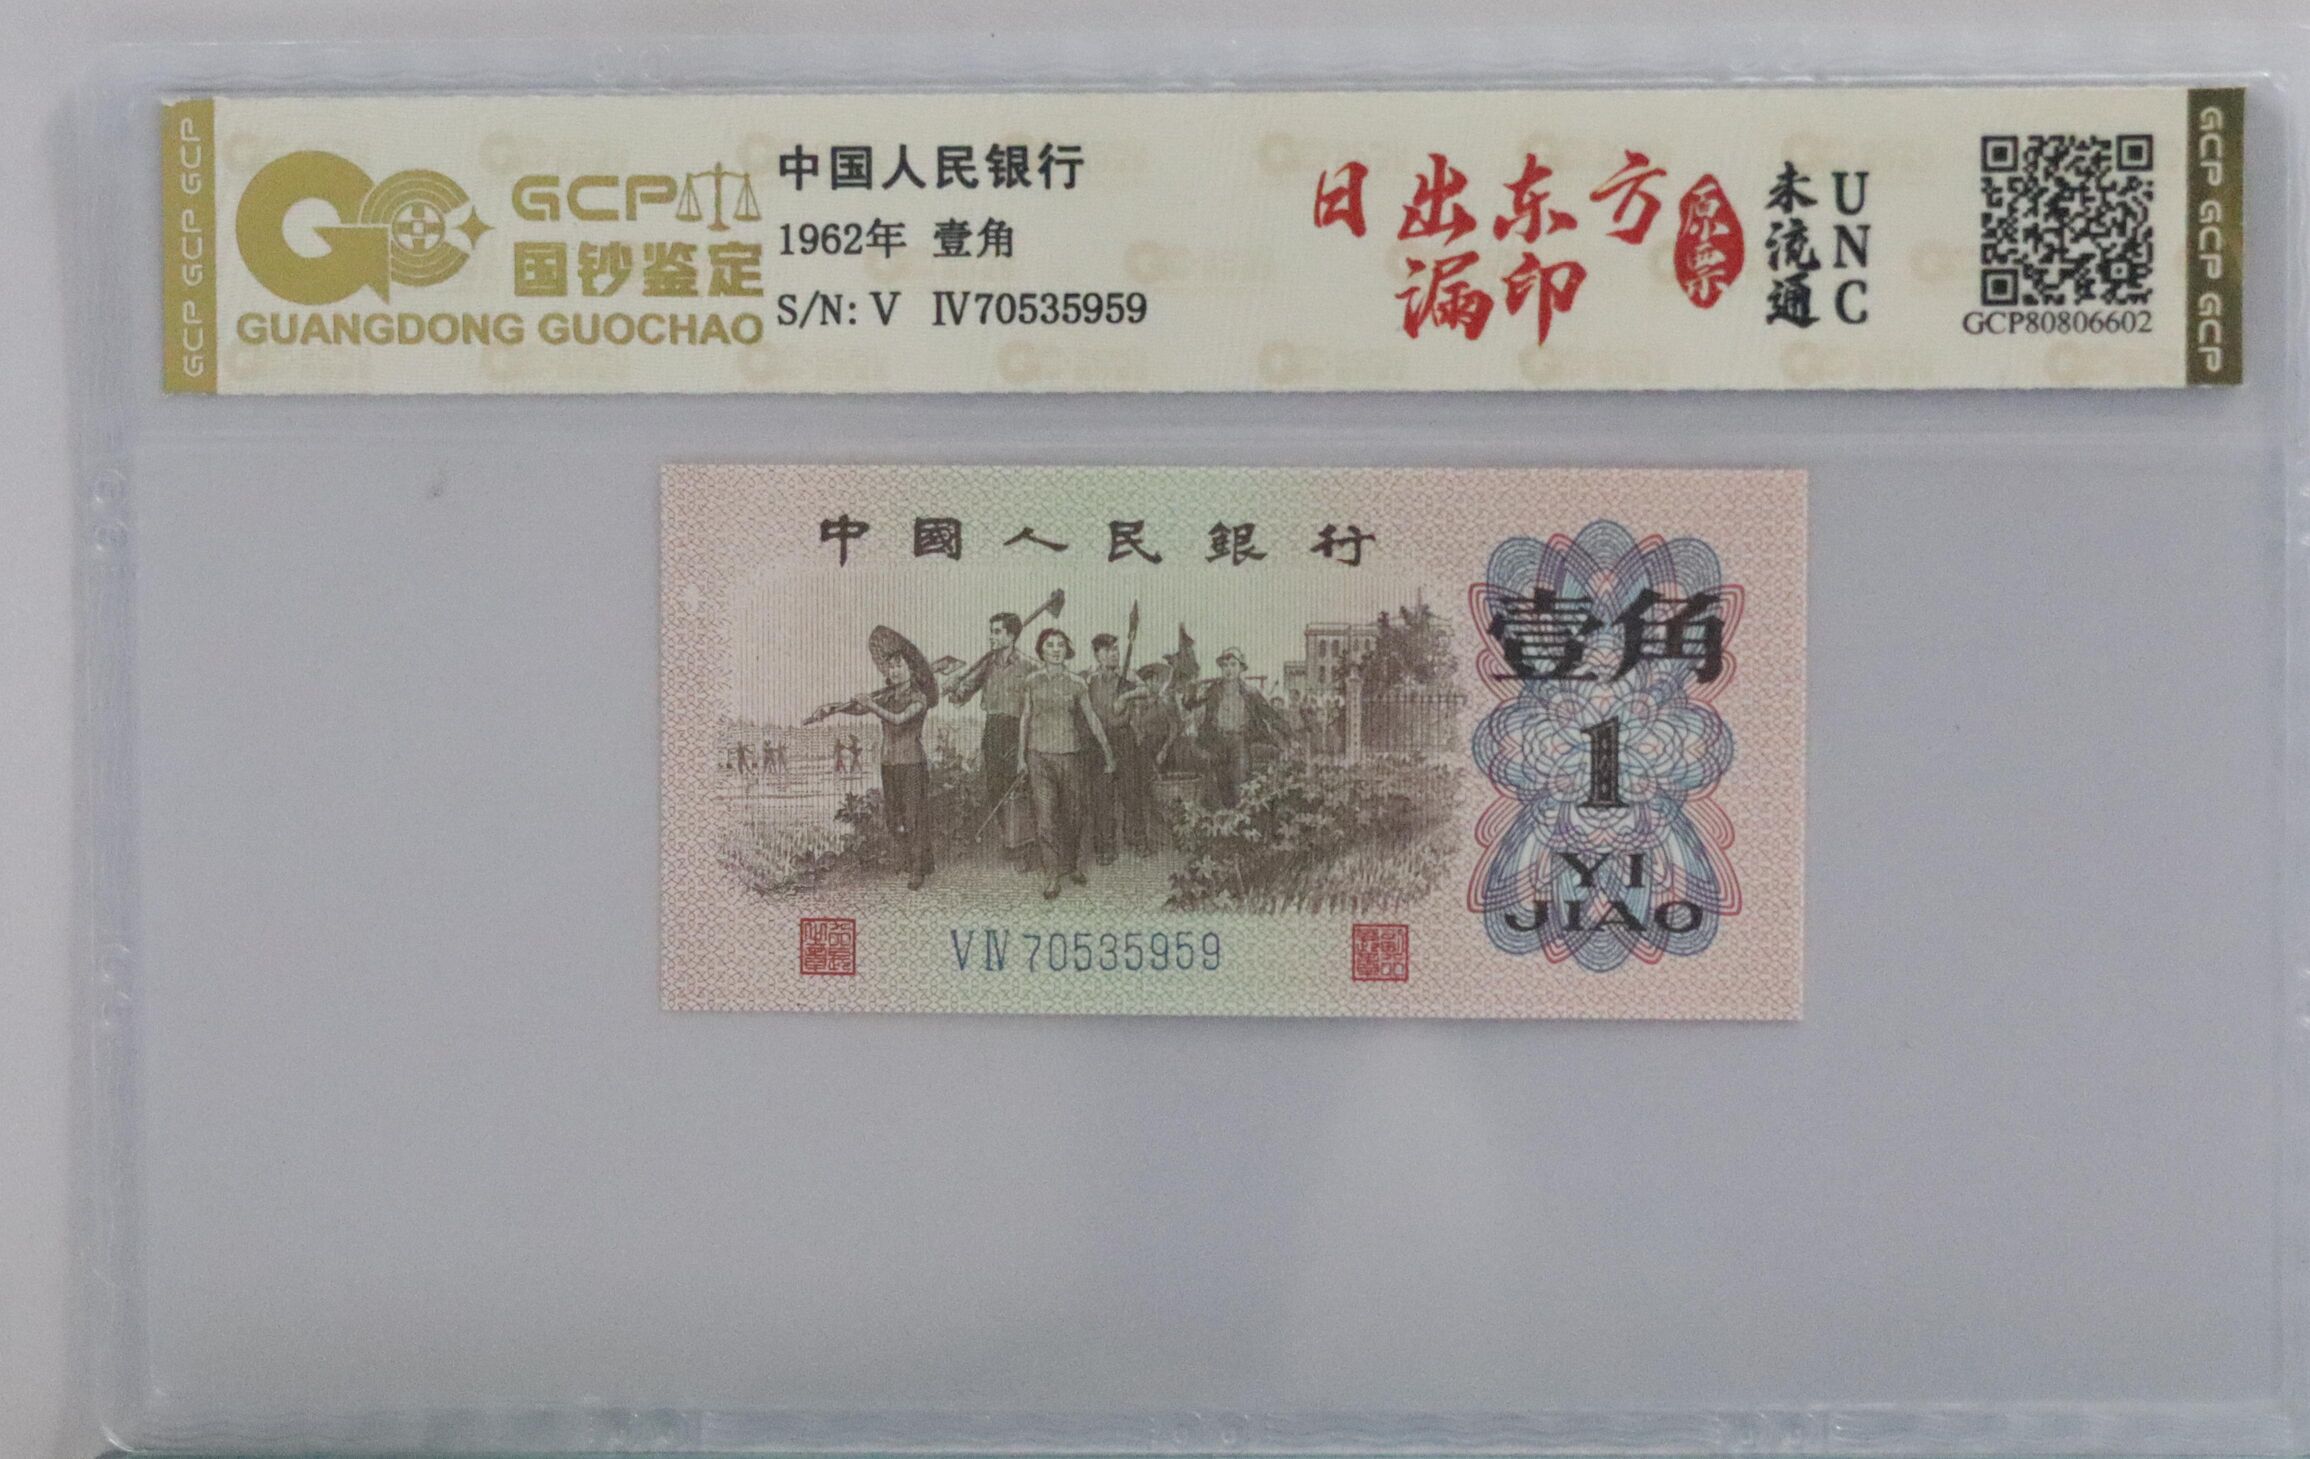 GCP GCP GCP
GCP
国钞鉴定
GUANGDONG GUOCHAO
中国人民银行
1962年 壹角
S/N: V Ⅳ70535959
日出东方
漏印
原票
未流通
UNC
GCP80806602
GCP GCP GCP
中國人民銀行
壹角
1
YI
JIAO
VⅣ70535959